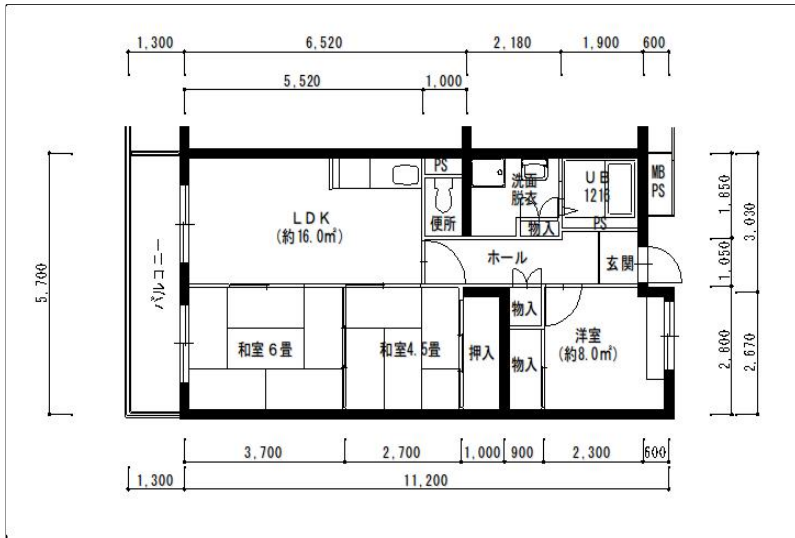 1,300
6,520
2,180
1,900
600
5,520
1,000
PS
洗面
脱衣
UB
1216
MB
PS
LDK
(約16.0㎡)
便所
物入
PS
1,850
3,030
バルコニー
ホール
玄関
1,050
5,700
物入
和室6畳
和室4.5畳
押入
物入
洋室
(約8.0㎡)
2,800
2,670
3,700
2,700
1,000
900
2,300
600
1,300
11,200